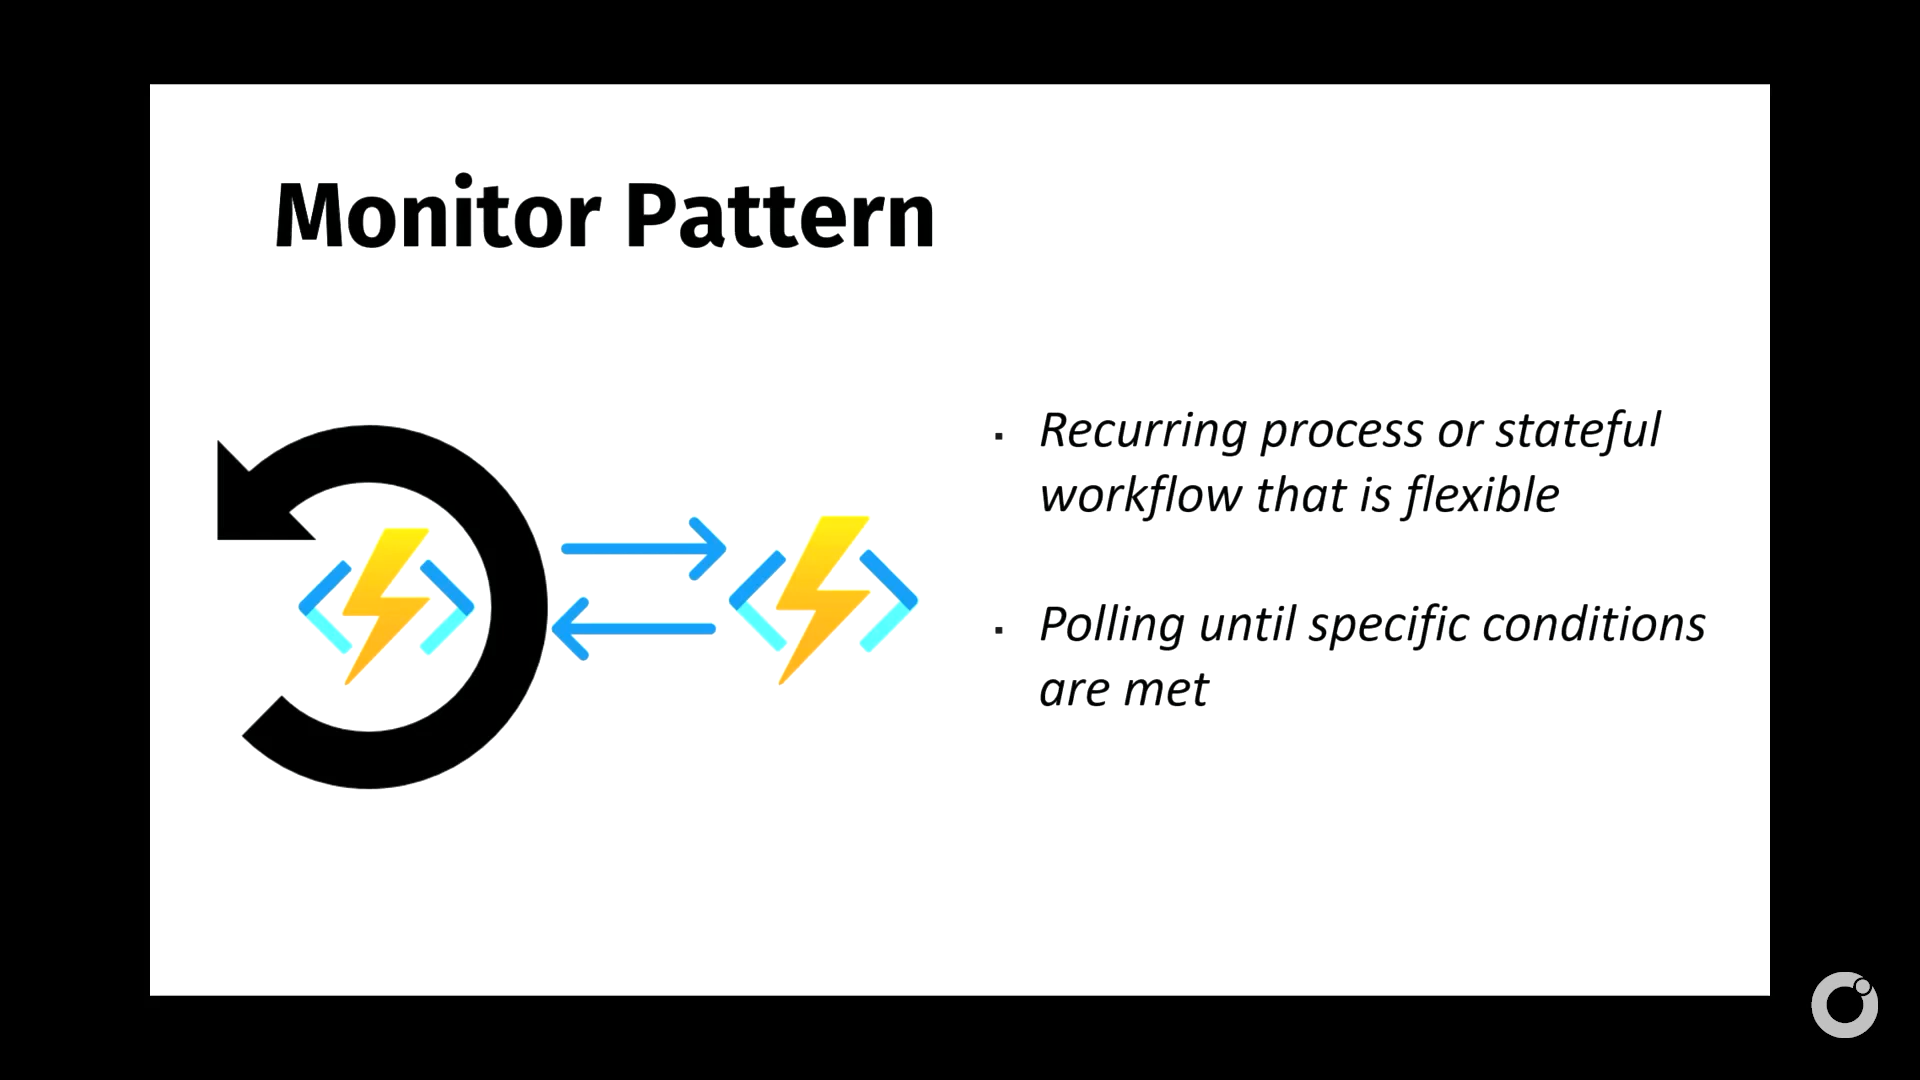 Monitor Pattern
▪ Recurring process or stateful
workflow that is flexible
▪ Polling until specific conditions
are met